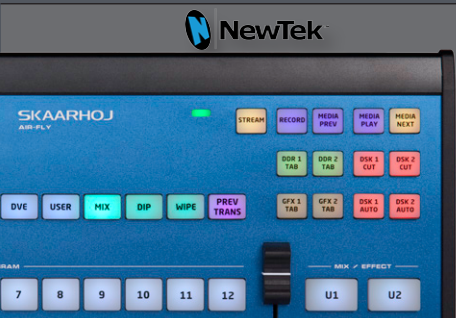 NewTek
SKAARHOJ
AIR-FLY
STREAM RECORD MEDIA PREV MEDIA PLAY MEDIA NEXT
DDR 1 TAB DDR 2 TAB DSK 1 CUT DSK 2 CUT
DVE USER MIX DIP WIPE PREV TRANS GFX 1 TAB GFX 2 TAB DSK 1 AUTO DSK 2 AUTO
RAM MIX / EFFECT
7 8 9 10 11 12 U1 U2